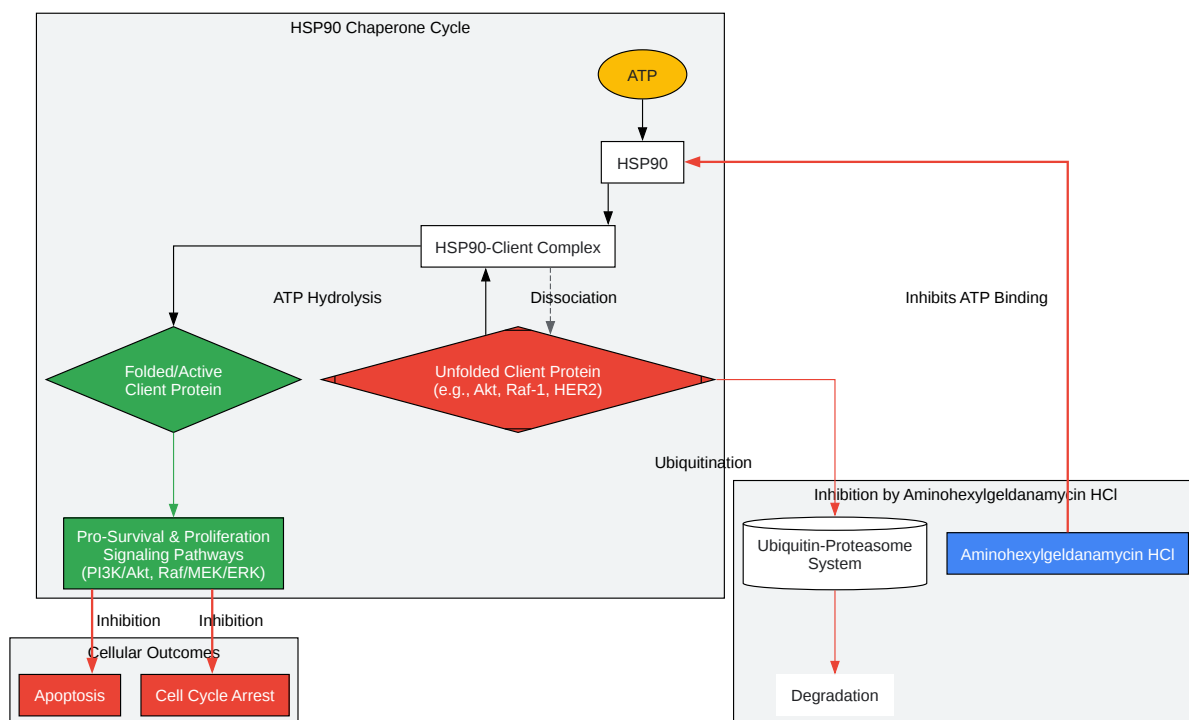 HSP90 Chaperone Cycle
ATP
HSP90
HSP90-Client Complex
ATP Hydrolysis
Dissociation
Inhibits ATP Binding
Folded/Active
Client Protein
Unfolded Client Protein
(e.g., Akt, Raf-1, HER2)
Ubiquitination
Inhibition by Aminohexylgeldanamycin HCl
Pro-Survival & Proliferation
Signaling Pathways
(PI3K/Akt, Raf/MEK/ERK)
Ubiquitin-Proteasome
System
Aminohexylgeldanamycin HCl
Inhibition
Inhibition
Cellular Outcomes
Apoptosis
Cell Cycle Arrest
Degradation